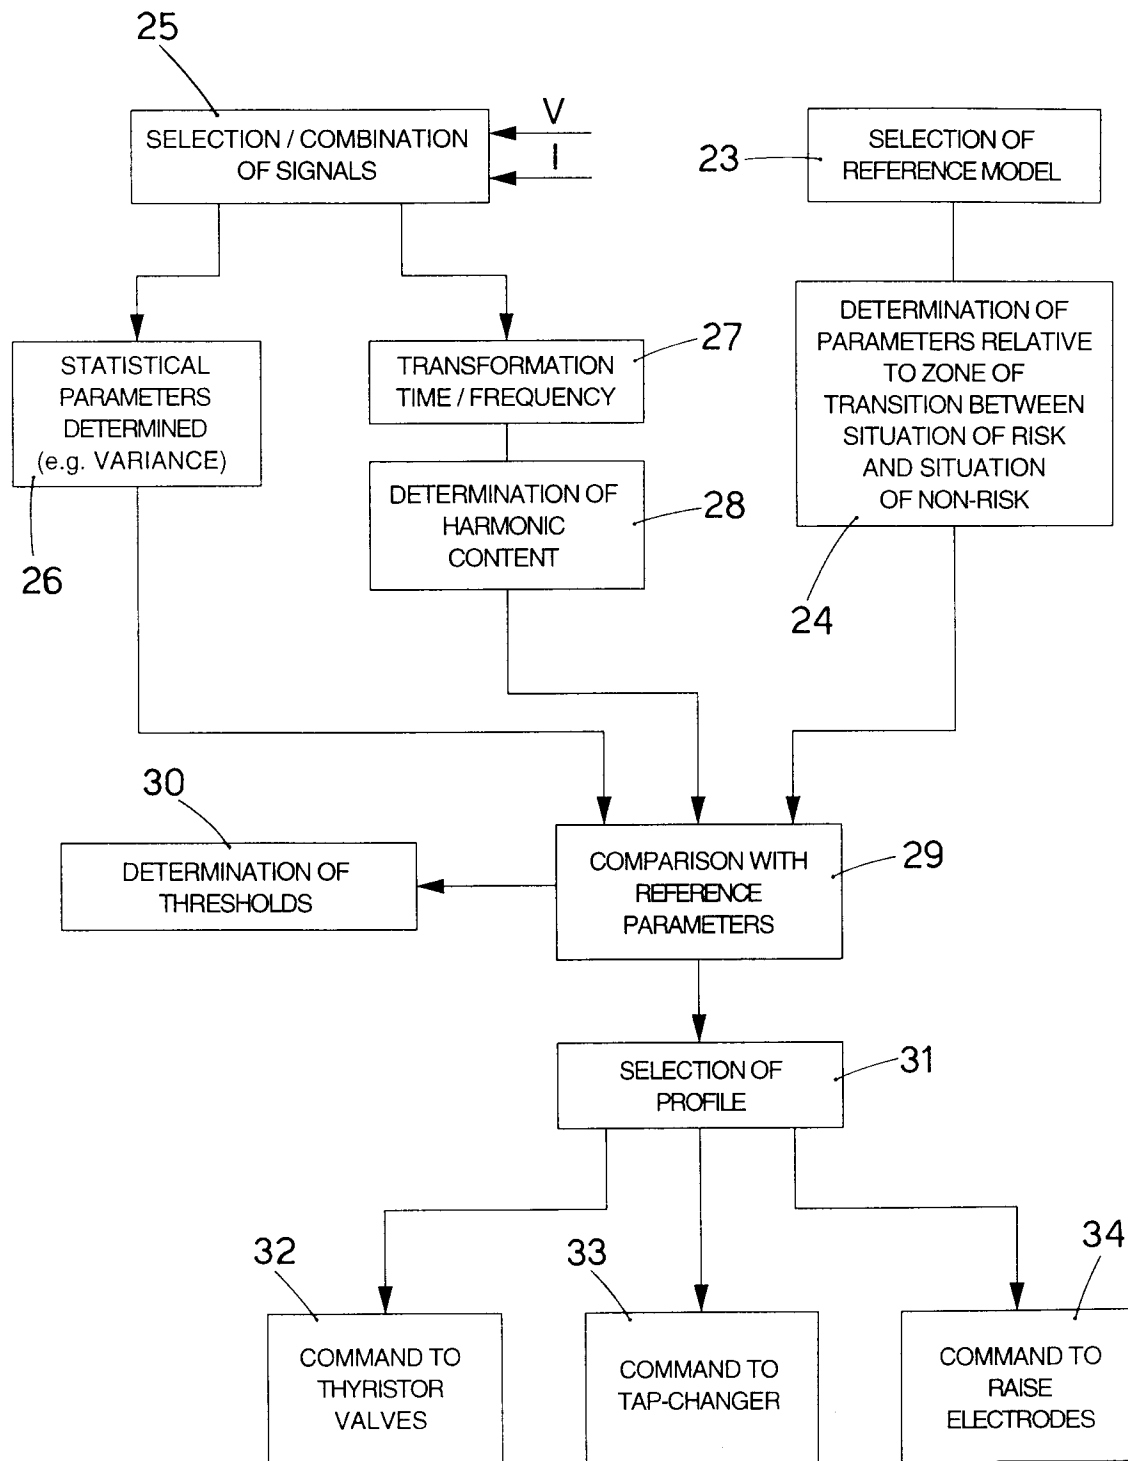 25
V
I
SELECTION / COMBINATION
OF SIGNALS
23
SELECTION OF
REFERENCE MODEL
STATISTICAL
PARAMETERS
DETERMINED
(e.g. VARIANCE)
26
TRANSFORMATION
TIME / FREQUENCY
27
DETERMINATION OF
HARMONIC
CONTENT
28
DETERMINATION OF
PARAMETERS RELATIVE
TO ZONE OF
TRANSITION BETWEEN
SITUATION OF RISK
AND SITUATION
OF NON-RISK
24
30
DETERMINATION OF
THRESHOLDS
COMPARISON WITH
REFERENCE
PARAMETERS
29
SELECTION OF
PROFILE
31
32
COMMAND TO
THYRISTOR
VALVES
33
COMMAND TO
TAP-CHANGER
34
COMMAND TO
RAISE
ELECTRODES